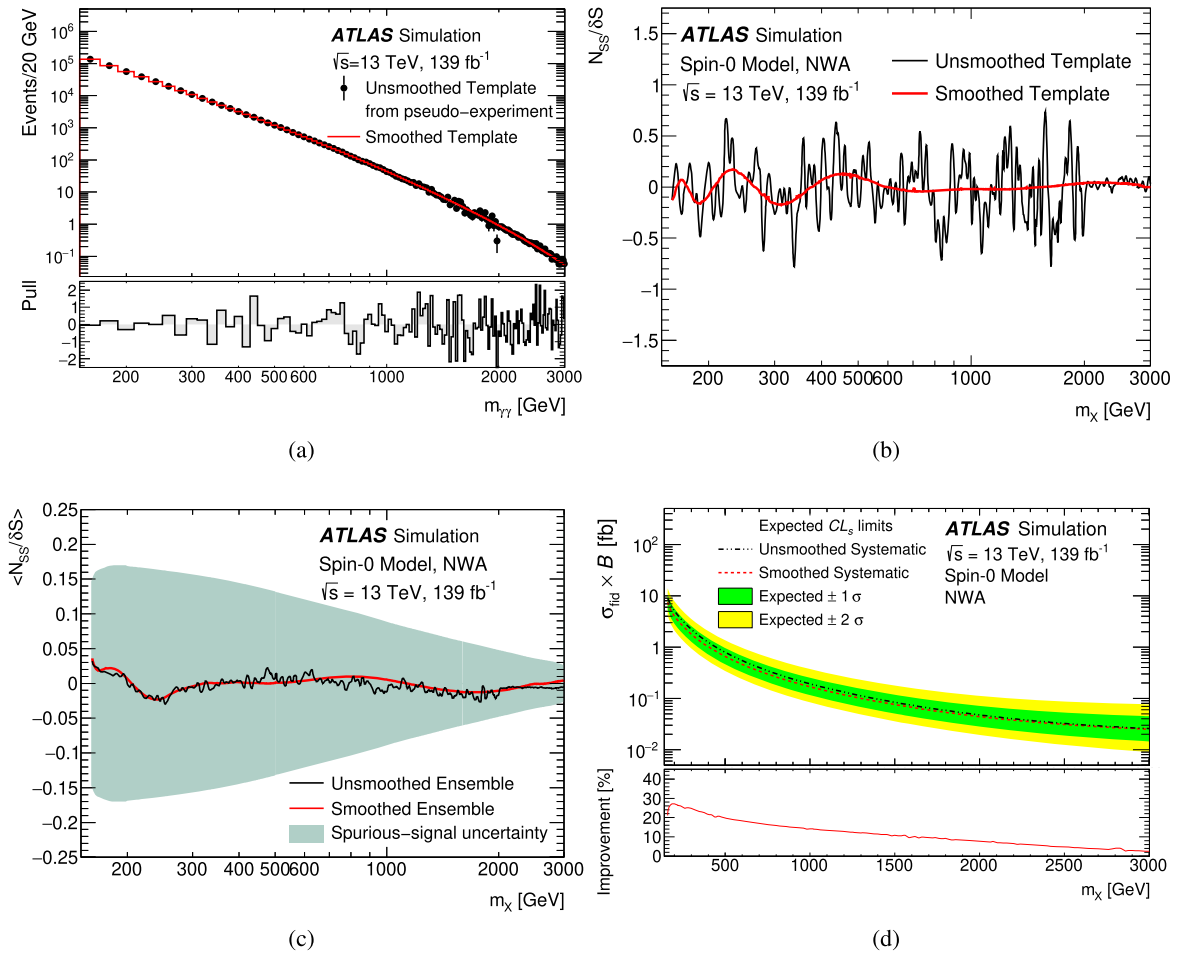 Events/20 GeV
10⁶
10⁵
10⁴
10³
10²
10
1
10⁻¹
ATLAS Simulation
√s=13 TeV, 139 fb⁻¹
Unsmoothed Template
from pseudo−experiment
Smoothed Template
Pull
2
1
0
−1
−2
200 300 400 500 600 1000 2000 3000
mγγ [GeV]
(a)
N_SS/δS
1.5
1
0.5
0
−0.5
−1
−1.5
ATLAS Simulation
Spin-0 Model, NWA
√s = 13 TeV, 139 fb⁻¹
Unsmoothed Template
Smoothed Template
200 300 400 500 600 1000 2000 3000
m_X [GeV]
(b)
<N_SS/δS>
0.25
0.2
0.15
0.1
0.05
0
−0.05
−0.1
−0.15
−0.2
−0.25
ATLAS Simulation
Spin-0 Model, NWA
√s = 13 TeV, 139 fb⁻¹
Unsmoothed Ensemble
Smoothed Ensemble
Spurious−signal uncertainty
200 300 400 500 600 1000 2000 3000
m_X [GeV]
(c)
σ_fid × B [fb]
10²
10
1
10⁻¹
10⁻²
Expected CL_s limits
Unsmoothed Systematic
Smoothed Systematic
Expected ± 1 σ
Expected ± 2 σ
ATLAS Simulation
√s = 13 TeV, 139 fb⁻¹
Spin-0 Model
NWA
Improvement [%]
40
30
20
10
0
500 1000 1500 2000 2500 3000
m_X [GeV]
(d)